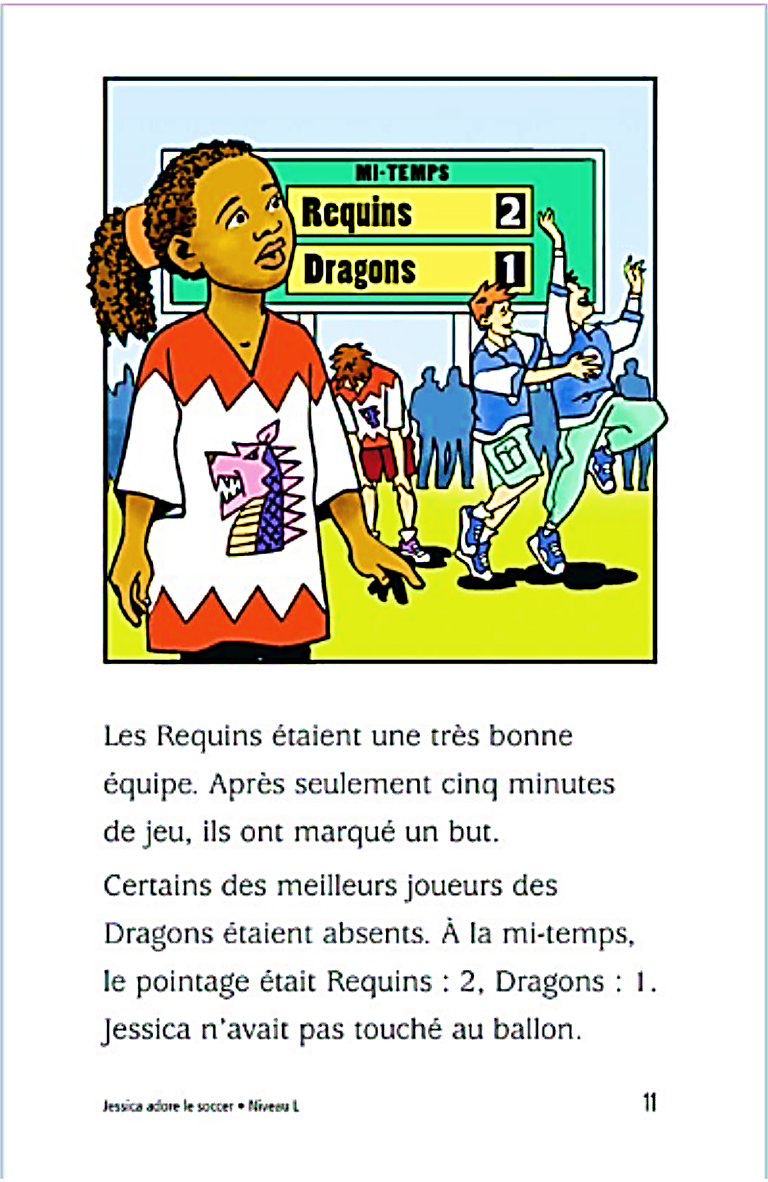 MI-TEMPS
Requins 2
Dragons 1
Les Requins étaient une très bonne
équipe. Après seulement cinq minutes
de jeu, ils ont marqué un but.
Certains des meilleurs joueurs des
Dragons étaient absents. À la mi-temps,
le pointage était Requins : 2, Dragons : 1.
Jessica n'avait pas touché au ballon.
Jessica adore le soccer • Niveau L 11